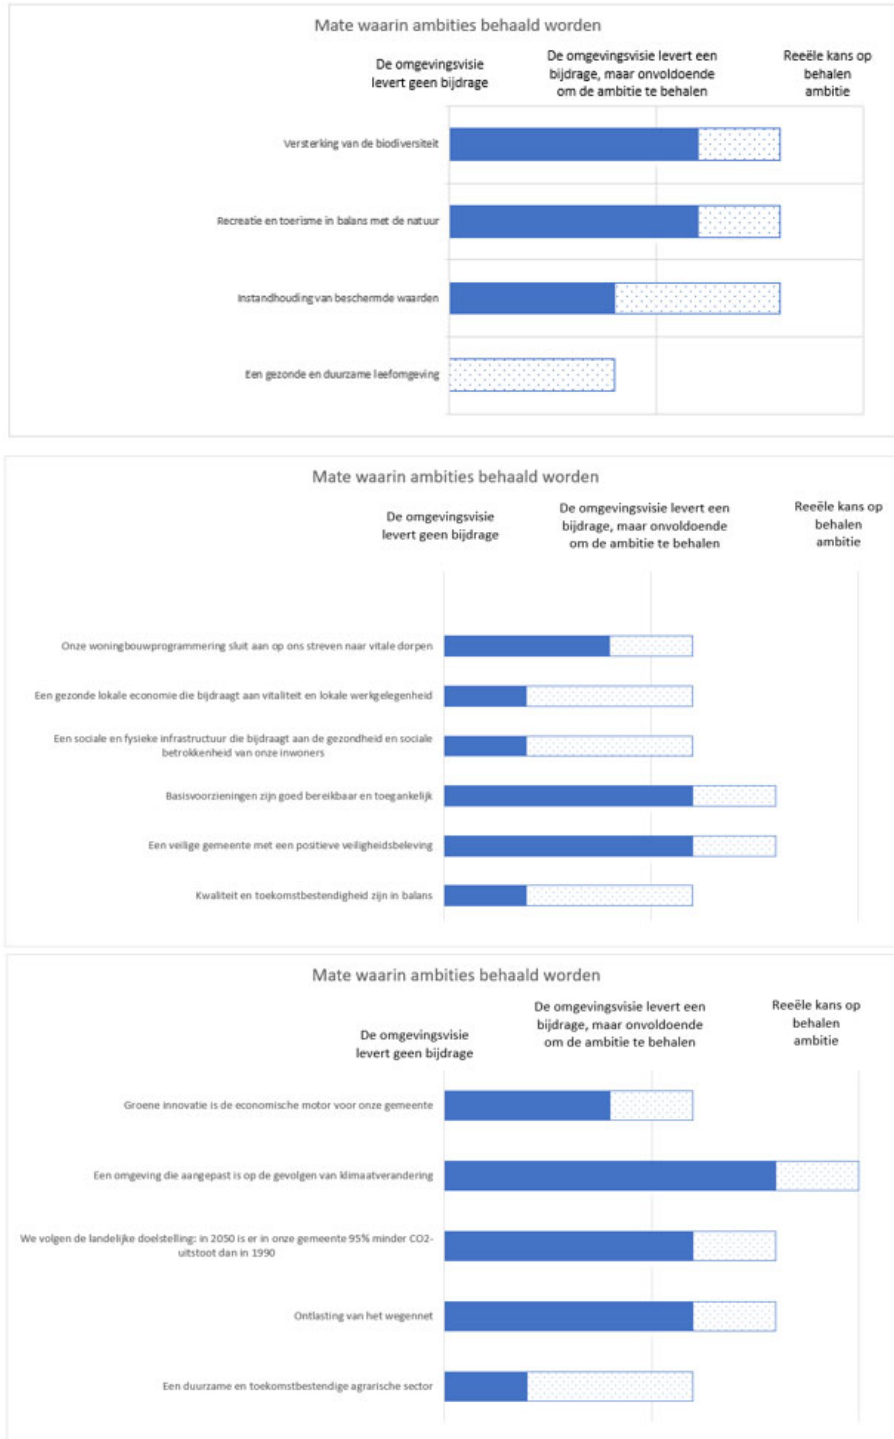 Mate waarin ambities behaald worden
De omgevingsvisie
levert geen bijdrage
De omgevingsvisie levert een
bijdrage, maar onvoldoende
om de ambitie te behalen
Reeële kans op
behalen
ambitie
Versterking van de biodiversiteit
Recreatie en toerisme in balans met de natuur
Instandhouding van beschermde waarden
Een gezonde en duurzame leefomgeving
Mate waarin ambities behaald worden
De omgevingsvisie
levert geen bijdrage
De omgevingsvisie levert een
bijdrage, maar onvoldoende
om de ambitie te behalen
Reeële kans op
behalen
ambitie
Onze woningbouwprogrammering sluit aan op ons streven naar vitale dorpen
Een gezonde lokale economie die bijdraagt aan vitaliteit en lokale werkgelegenheid
Een sociale en fysieke infrastructuur die bijdraagt aan de gezondheid en sociale
betrokkenheid van onze inwoners
Basisvoorzieningen zijn goed bereikbaar en toegankelijk
Een veilige gemeente met een positieve veiligheidsbeleving
Kwaliteit en toekomstbestendigheid zijn in balans
Mate waarin ambities behaald worden
De omgevingsvisie
levert geen bijdrage
De omgevingsvisie levert een
bijdrage, maar onvoldoende
om de ambitie te behalen
Reeële kans op
behalen
ambitie
Groene innovatie is de economische motor voor onze gemeente
Een omgeving die aangepast is op de gevolgen van klimaatverandering
We volgen de landelijke doelstelling: in 2050 is er in onze gemeente 95% minder CO2-
uitstoot dan in 1990
Ontlasting van het wegennet
Een duurzame en toekomstbestendige agrarische sector